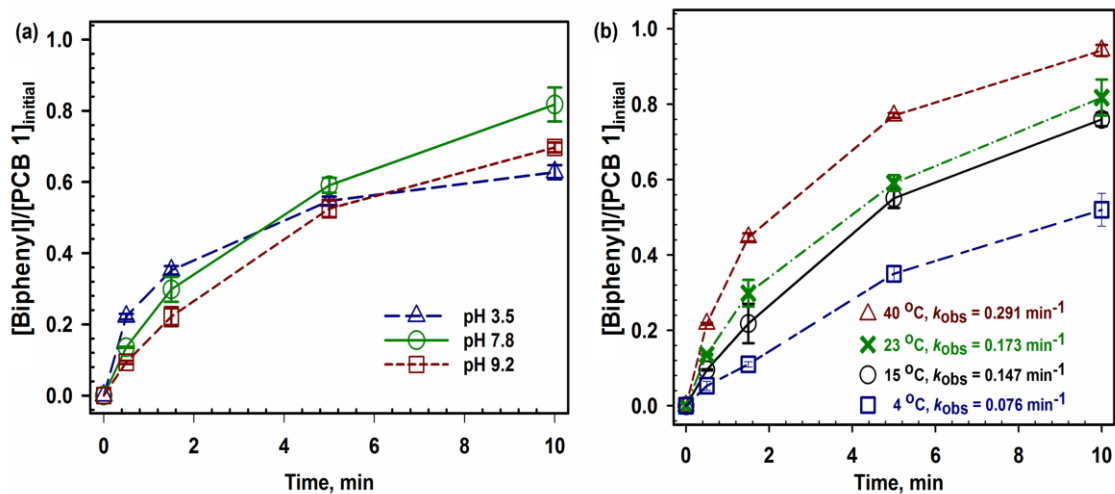 (a)
[Biphenyl]/[PCB 1]initial
1.0
0.8
0.6
0.4
0.2
0.0
pH 3.5
pH 7.8
pH 9.2
0 2 4 6 8 10
Time, min
(b)
[Biphenyl]/[PCB 1]initial
1.0
0.8
0.6
0.4
0.2
0.0
40 °C, kobs = 0.291 min⁻¹
23 °C, kobs = 0.173 min⁻¹
15 °C, kobs = 0.147 min⁻¹
4 °C, kobs = 0.076 min⁻¹
0 2 4 6 8 10
Time, min